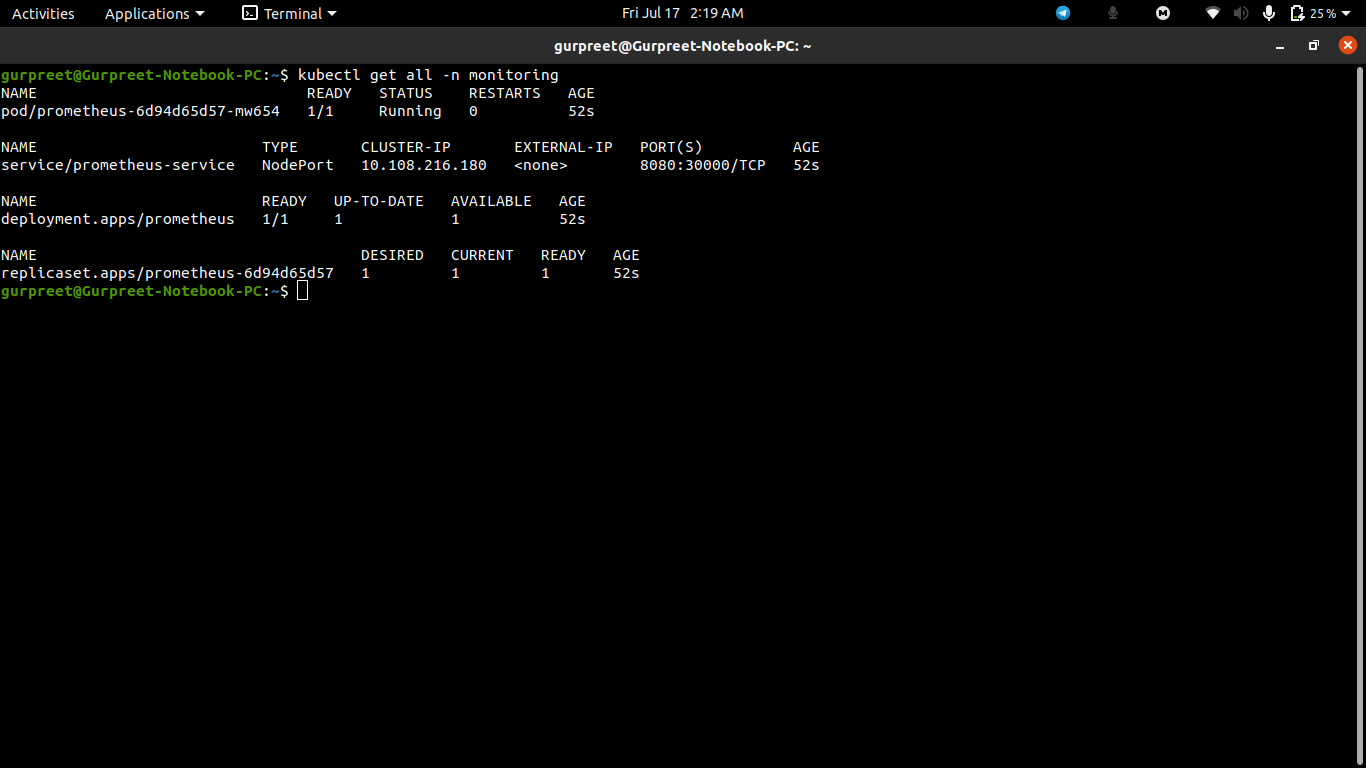 Activities Applications Terminal Fri Jul 17 2:19 AM 25%
gurpreet@Gurpreet-Notebook-PC: ~
gurpreet@Gurpreet-Notebook-PC:~$ kubectl get all -n monitoring
NAME READY STATUS RESTARTS AGE
pod/prometheus-6d94d65d57-mw654 1/1 Running 0 52s
NAME TYPE CLUSTER-IP EXTERNAL-IP PORT(S) AGE
service/prometheus-service NodePort 10.108.216.180 <none> 8080:30000/TCP 52s
NAME READY UP-TO-DATE AVAILABLE AGE
deployment.apps/prometheus 1/1 1 1 52s
NAME DESIRED CURRENT READY AGE
replicaset.apps/prometheus-6d94d65d57 1 1 1 52s
gurpreet@Gurpreet-Notebook-PC:~$